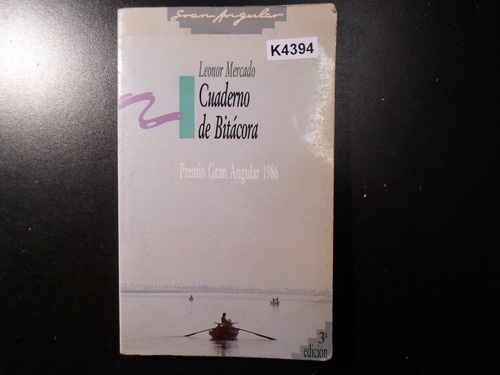 Gran Angular
K4394
Leonor Mercado
Cuaderno
de Bitácora
Premio Gran Angular 1986
3ª
edición